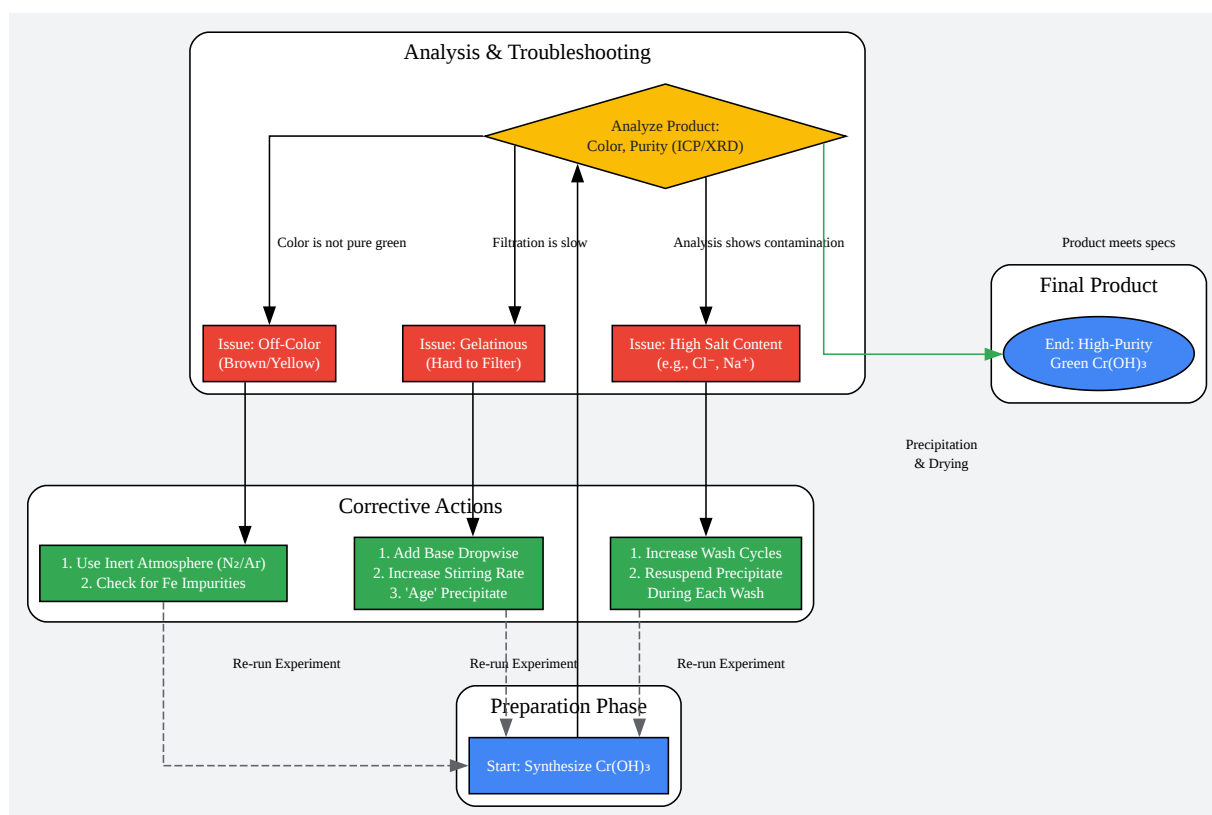 Analysis & Troubleshooting
Analyze Product:
Color, Purity (ICP/XRD)
Color is not pure green
Filtration is slow
Analysis shows contamination
Product meets specs
Final Product
Issue: Off-Color
(Brown/Yellow)
Issue: Gelatinous
(Hard to Filter)
Issue: High Salt Content
(e.g., Cl⁻, Na⁺)
End: High-Purity
Green Cr(OH)₃
Precipitation
& Drying
Corrective Actions
1. Use Inert Atmosphere (N₂/Ar)
2. Check for Fe Impurities
1. Add Base Dropwise
2. Increase Stirring Rate
3. 'Age' Precipitate
1. Increase Wash Cycles
2. Resuspend Precipitate
During Each Wash
Re-run Experiment
Re-run Experiment
Re-run Experiment
Preparation Phase
Start: Synthesize Cr(OH)₃